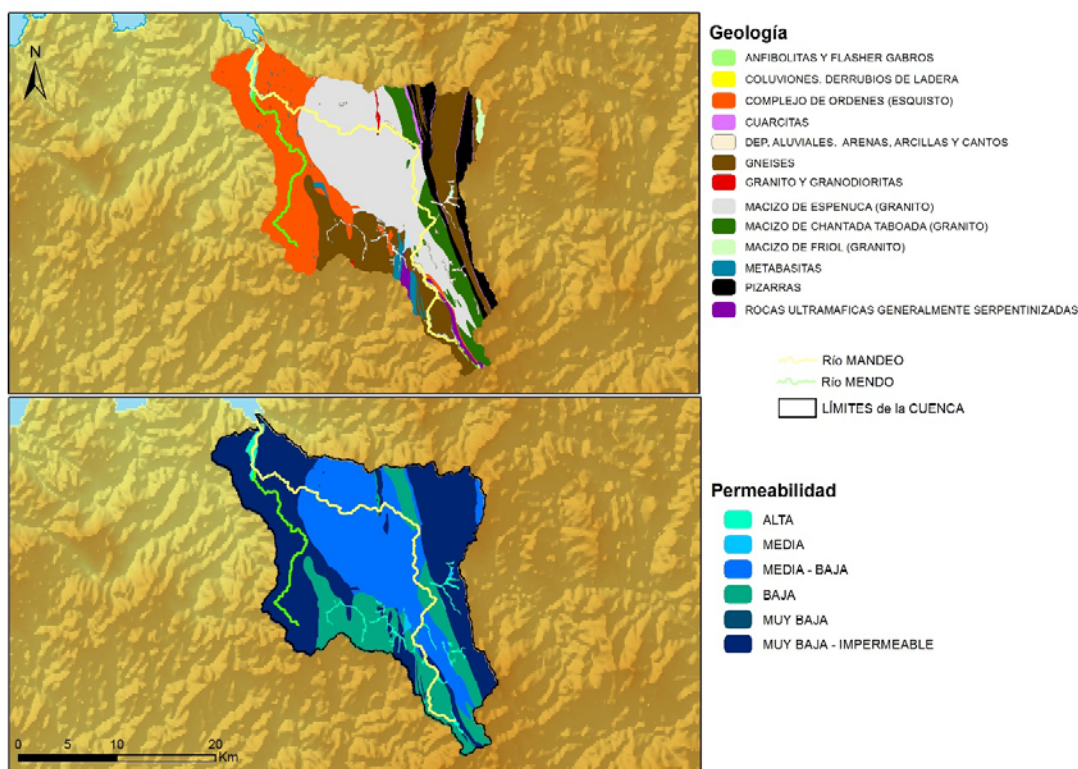 N
Geología
ANFIBOLITAS Y FLASHER GABROS
COLUVIONES. DERRUBIOS DE LADERA
COMPLEJO DE ORDENES (ESQUISTO)
CUARCITAS
DEP. ALUVIALES. ARENAS, ARCILLAS Y CANTOS
GNEISES
GRANITO Y GRANODIORITAS
MACIZO DE ESPENUCA (GRANITO)
MACIZO DE CHANTADA TABOADA (GRANITO)
MACIZO DE FRIOL (GRANITO)
METABASITAS
PIZARRAS
ROCAS ULTRAMAFICAS GENERALMENTE SERPENTINIZADAS
Río MANDEO
Río MENDO
LÍMITES de la CUENCA
Permeabilidad
ALTA
MEDIA
MEDIA - BAJA
BAJA
MUY BAJA
MUY BAJA - IMPERMEABLE
0 5 10 20
Km